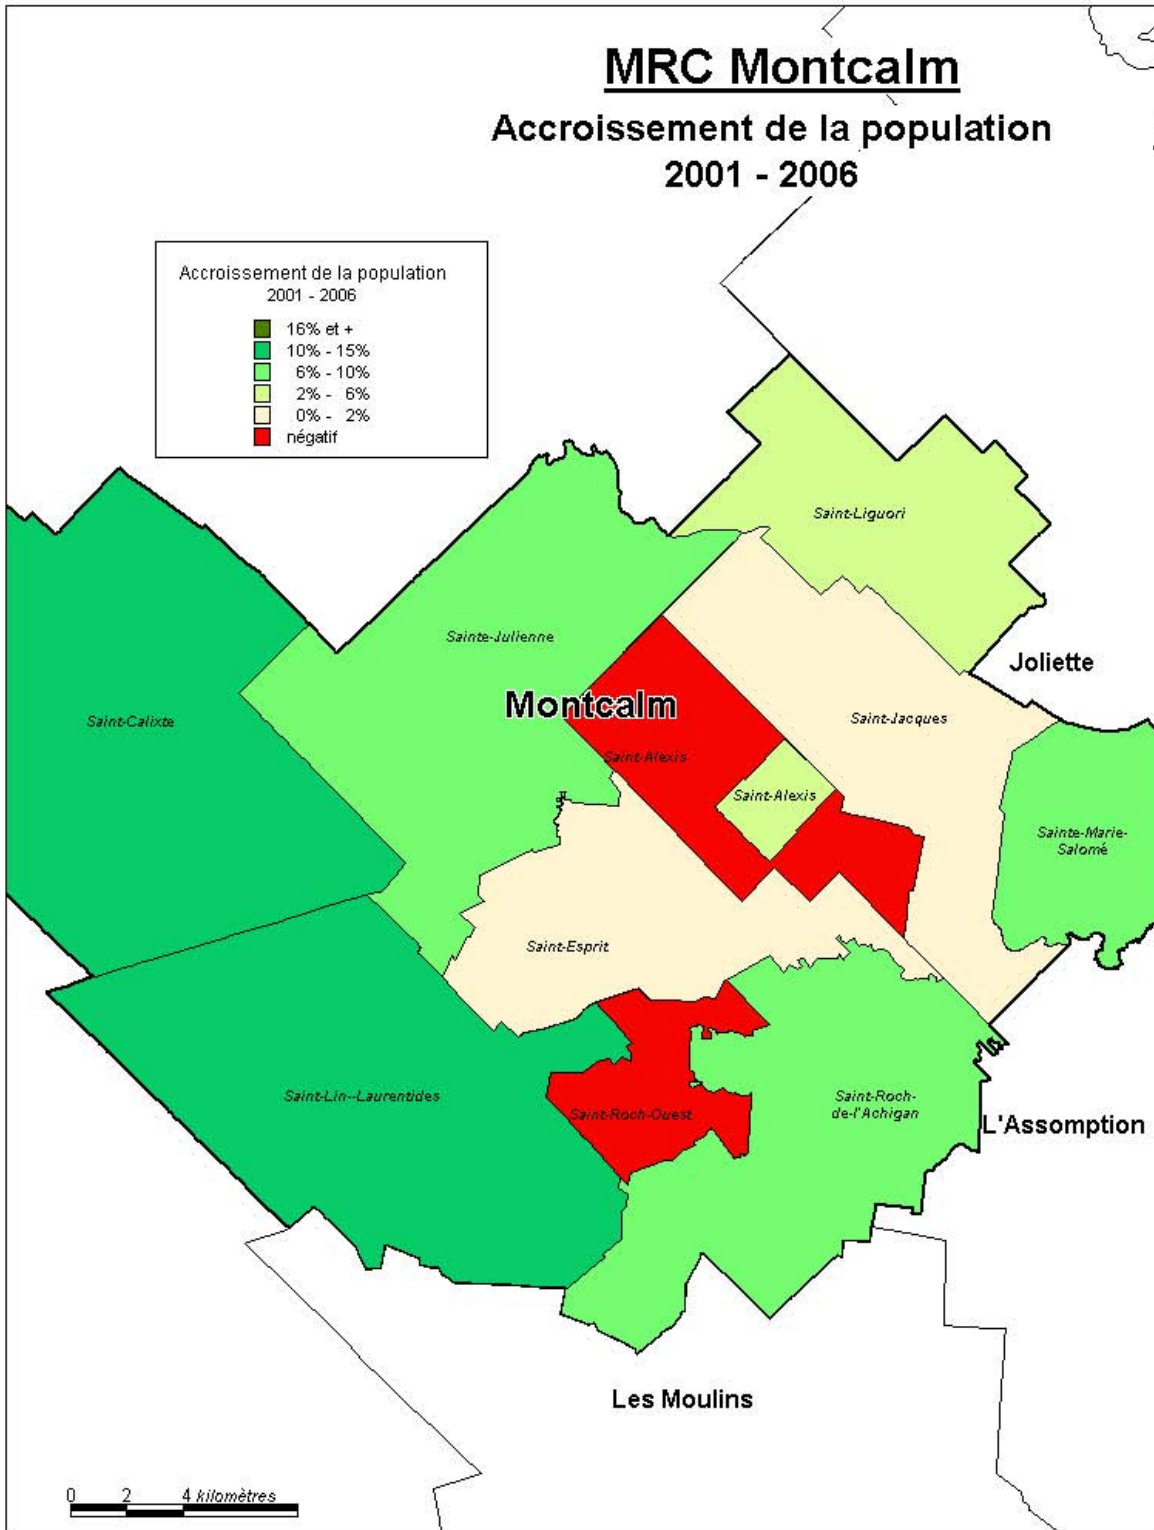 MRC Montcalm
Accroissement de la population
2001 - 2006
Accroissement de la population
2001 - 2006
16% et +
10% - 15%
6% - 10%
2% - 6%
0% - 2%
négatif
Saint-Liguori
Sainte-Julienne
Joliette
Montcalm
Saint-Calixte
Saint-Jacques
Saint-Alexis
Saint-Alexis
Sainte-Marie-
Salomé
Saint-Esprit
Saint-Lin--Laurentides
Saint-Roch-Ouest
Saint-Roch-
de-l'Achigan
L'Assomption
Les Moulins
0 2 4 kilomètres